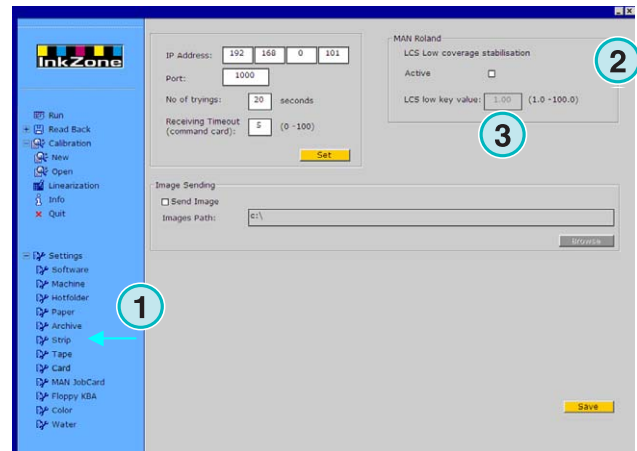 InkZone
Run
Read Back
Calibration
New
Open
Linearization
Info
Quit
Settings
Software
Machine
Hotfolder
Paper
Archive
Strip
Tape
Card
MAN JobCard
Floppy KBA
Color
Water
1
IP Address: 192 168 0 101
Port: 1000
No of tryings: 20 seconds
Receiving Timeout
(command card): 5 (0 -100)
Set
MAN Roland
LCS Low coverage stabilisation
Active
LCS low key value: 1.00 (1.0 -100.0)
2
3
Image Sending
Send Image
Images Path: c:\
Browse
Save